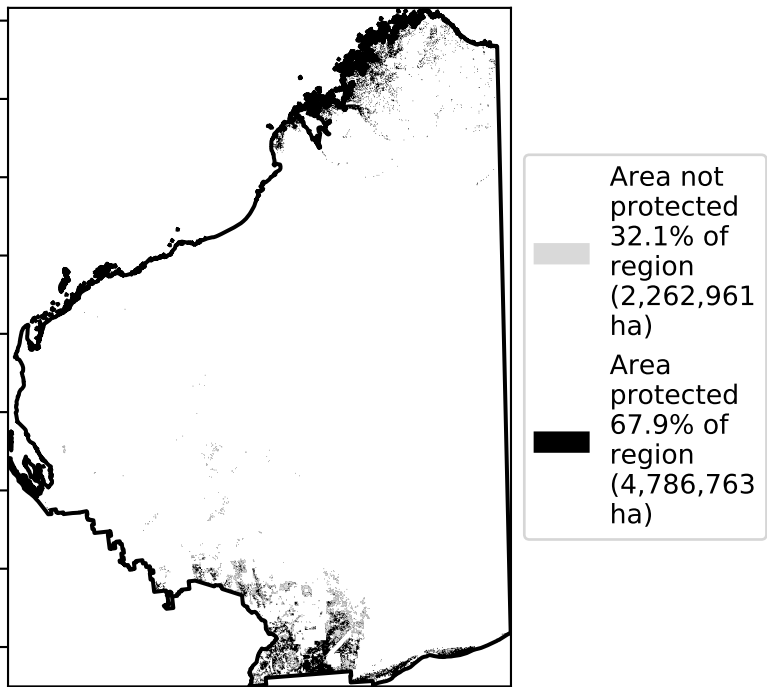 Area not
protected
32.1% of
region
(2,262,961
ha)
Area
protected
67.9% of
region
(4,786,763
ha)